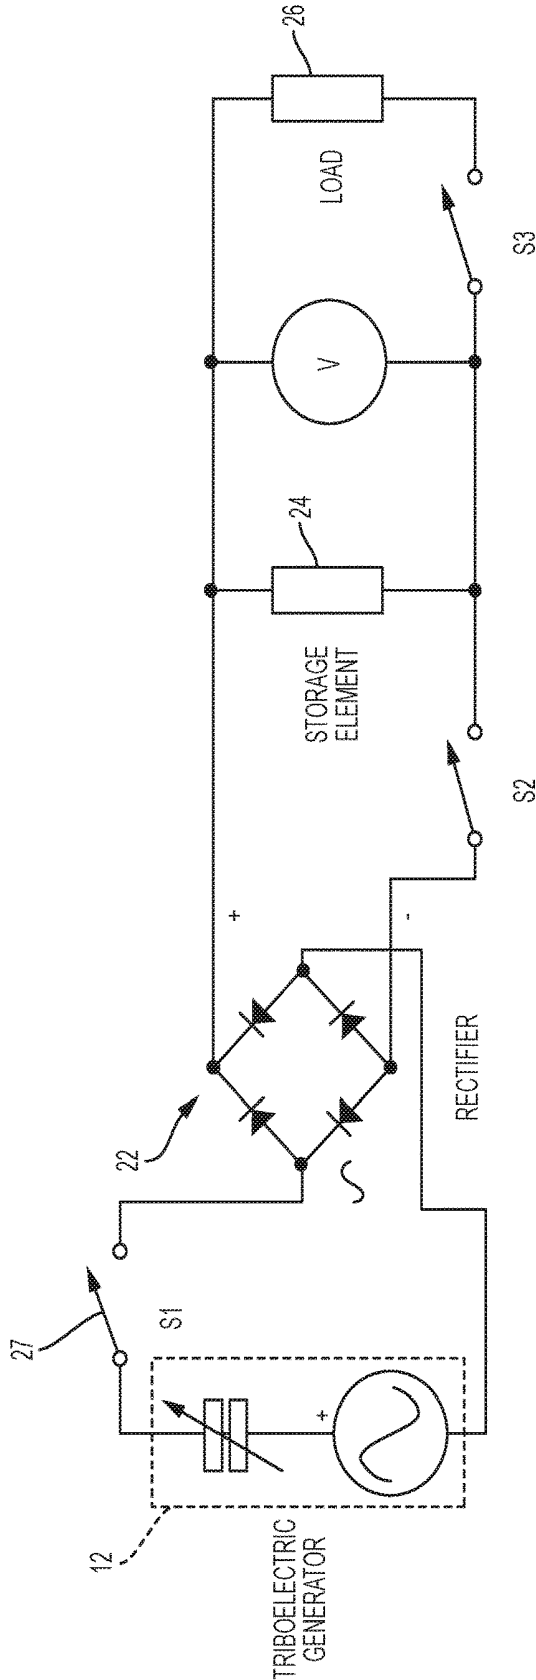 12
TRIBOELECTRIC
GENERATOR
+
27
S1
22
RECTIFIER
+
-
S2
STORAGE
ELEMENT
24
V
LOAD
26
S3